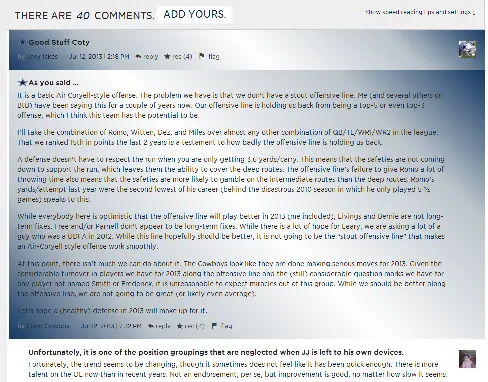 THERE ARE 40 COMMENTS. ADD YOURS.
Show speed reading tips and settings
Good Stuff Coty
by Joey Ickes Jul 12, 2013 | 2:18 PM reply rec (4) flag
As you said ...
It is a basic Air Coryell-style offense. The problem we have is that we don't have a stout offensive line. Me (and several others on
BTB) have been saying this for a couple of years now. Our offensive line is holding us back from being a top-5 or even top-3
offense, which I think this team has the potential to be.
I'll take the combination of Romo, Witten, Dez, and Miles over almost any other combination of QB/TE/WR1/WR2 in the league.
That we ranked 15th in points the last 2 years is a testament to how badly the offensive line is holding us back.
A defense doesn't have to respect the run when you are only getting 3.6 yards/carry. This means that the safeties are not coming
down to support the run, which leaves them the ability to cover the deep routes. The offensive line's failure to give Romo a lot of
throwing time also means that the safeties are more likely to gamble on the intermediate routes than the deep routes. Romo's
yards/attempt last year were the second lowest of his career (behind the disastrous 2010 season in which he only played 5 ½
games) speaks to this.
While everybody here is optimistic that the offensive line will play better in 2013 (me included), Livings and Bernie are not long-
term fixes. Free and/or Parnell don't appear to be long-term fixes. While there is a lot of hope for Leary, we are asking a lot of a
guy who was a UDFA in 2012. While this line hopefully should be better, it is not going to be the "stout offensive line" that makes
an Air-Coryell style offense work smoothly.
At this point, there isn't much we can do about it. The Cowboys look like they are done making serious moves for 2013. Given the
considerable turnover in players we have for 2013 along the offensive line and the (still) considerable question marks we have for
any player not named Smith or Frederick, it is unreasonable to expect miracles out of this group. While we should be better along
the offensive line, we are not going to be great (or likely even average).
Let's hope a (healthy) defense in 2013 will make up for it.
Cowboys Jul 12, 2013 | 2:32 PM reply rec (4) flag
Unfortunately, it is one of the position groupings that are neglected when JJ is left to his own devices.
Fortunately, the trend seems to be changing, though it sometimes does not feel like it has been quick enough. There is more
talent on the OL now than in recent years. Not an endorsement, per se, but improvement is good, no matter how slow it seems.